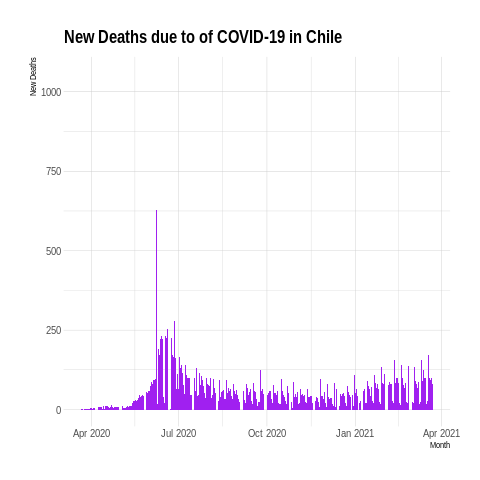 New Deaths due to of COVID-19 in Chile
New Deaths
1000
750
500
250
0
Apr 2020
Jul 2020
Oct 2020
Jan 2021
Apr 2021
Month